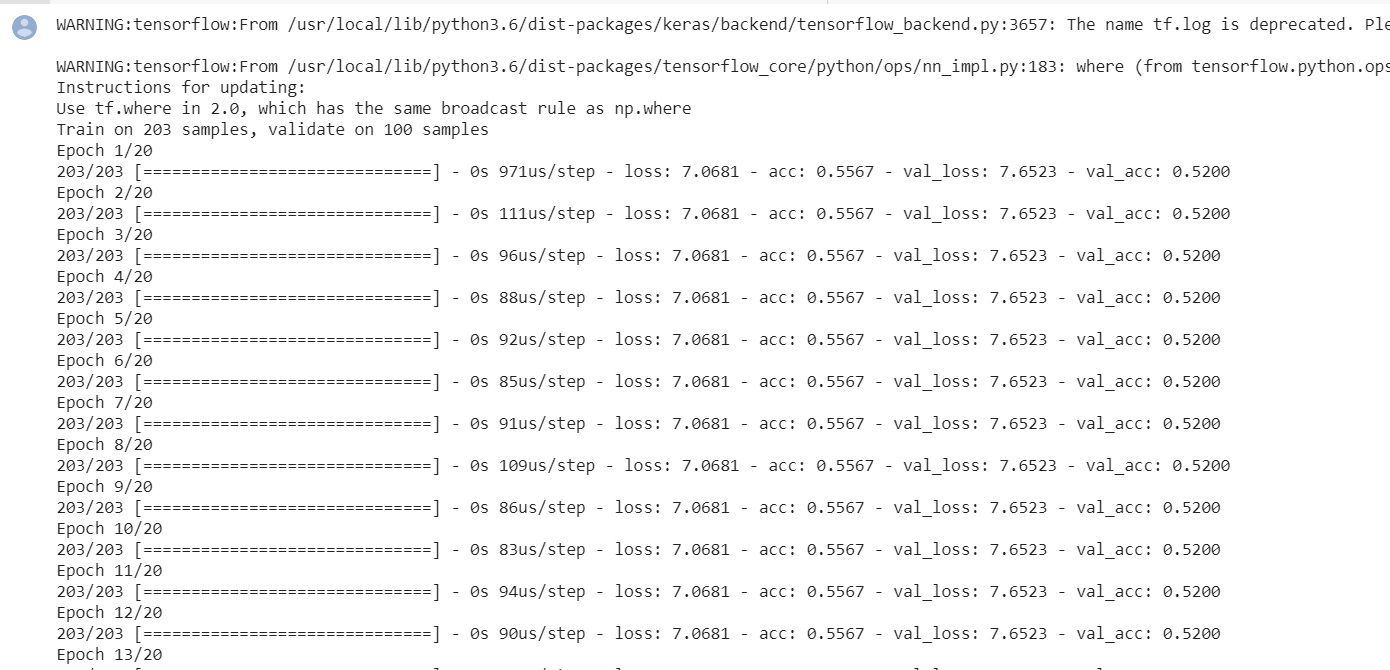 WARNING:tensorflow:From /usr/local/lib/python3.6/dist-packages/keras/backend/tensorflow_backend.py:3657: The name tf.log is deprecated. Ple
WARNING:tensorflow:From /usr/local/lib/python3.6/dist-packages/tensorflow_core/python/ops/nn_impl.py:183: where (from tensorflow.python.ops
Instructions for updating:
Use tf.where in 2.0, which has the same broadcast rule as np.where
Train on 203 samples, validate on 100 samples
Epoch 1/20
203/203 [==============================] - 0s 971us/step - loss: 7.0681 - acc: 0.5567 - val_loss: 7.6523 - val_acc: 0.5200
Epoch 2/20
203/203 [==============================] - 0s 111us/step - loss: 7.0681 - acc: 0.5567 - val_loss: 7.6523 - val_acc: 0.5200
Epoch 3/20
203/203 [==============================] - 0s 96us/step - loss: 7.0681 - acc: 0.5567 - val_loss: 7.6523 - val_acc: 0.5200
Epoch 4/20
203/203 [==============================] - 0s 88us/step - loss: 7.0681 - acc: 0.5567 - val_loss: 7.6523 - val_acc: 0.5200
Epoch 5/20
203/203 [==============================] - 0s 92us/step - loss: 7.0681 - acc: 0.5567 - val_loss: 7.6523 - val_acc: 0.5200
Epoch 6/20
203/203 [==============================] - 0s 85us/step - loss: 7.0681 - acc: 0.5567 - val_loss: 7.6523 - val_acc: 0.5200
Epoch 7/20
203/203 [==============================] - 0s 91us/step - loss: 7.0681 - acc: 0.5567 - val_loss: 7.6523 - val_acc: 0.5200
Epoch 8/20
203/203 [==============================] - 0s 109us/step - loss: 7.0681 - acc: 0.5567 - val_loss: 7.6523 - val_acc: 0.5200
Epoch 9/20
203/203 [==============================] - 0s 86us/step - loss: 7.0681 - acc: 0.5567 - val_loss: 7.6523 - val_acc: 0.5200
Epoch 10/20
203/203 [==============================] - 0s 83us/step - loss: 7.0681 - acc: 0.5567 - val_loss: 7.6523 - val_acc: 0.5200
Epoch 11/20
203/203 [==============================] - 0s 94us/step - loss: 7.0681 - acc: 0.5567 - val_loss: 7.6523 - val_acc: 0.5200
Epoch 12/20
203/203 [==============================] - 0s 90us/step - loss: 7.0681 - acc: 0.5567 - val_loss: 7.6523 - val_acc: 0.5200
Epoch 13/20